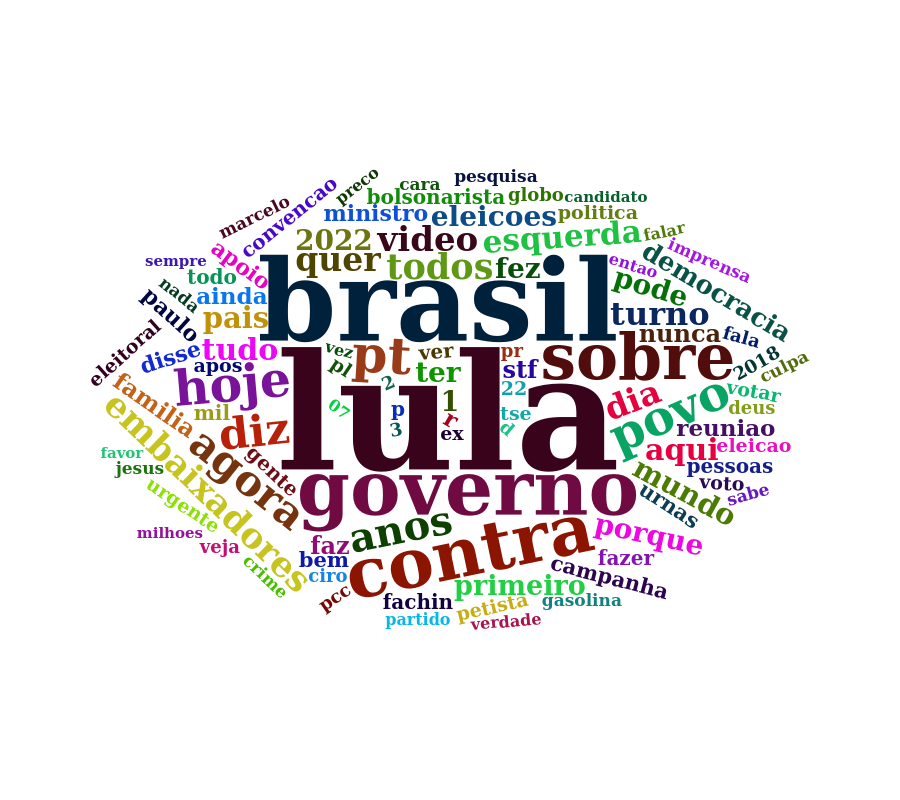 pesquisa
preco
cara
bolsonarista
globo
candidato
marcelo
convencao
ministro
eleicoes
politica
2022
video
esquerda
falar
imprensa
sempre
apoio
quer
todos
fez
entao
democracia
todo
nada
ainda
brasil
pode
paulo
pais
turno
nunca
fala
eleitoral
disse
tudo
apos
vez
pt
ver
pr
sobre
2018
culpa
pl
2
ter
stf
22
hoje
lula
familia
mil
07
p
1
tse
dia
povo
votar
deus
embaixadores
diz
3
r
ex
d
reuniao
agora
gente
aqui
eleicao
favor
jesus
mundo
pessoas
urgente
governo
urnas
voto
sabe
milhoes
veja
faz
anos
contra
porque
crime
bem
ciro
fazer
pcc
primeiro
campanha
fachin
petista
gasolina
partido
verdade